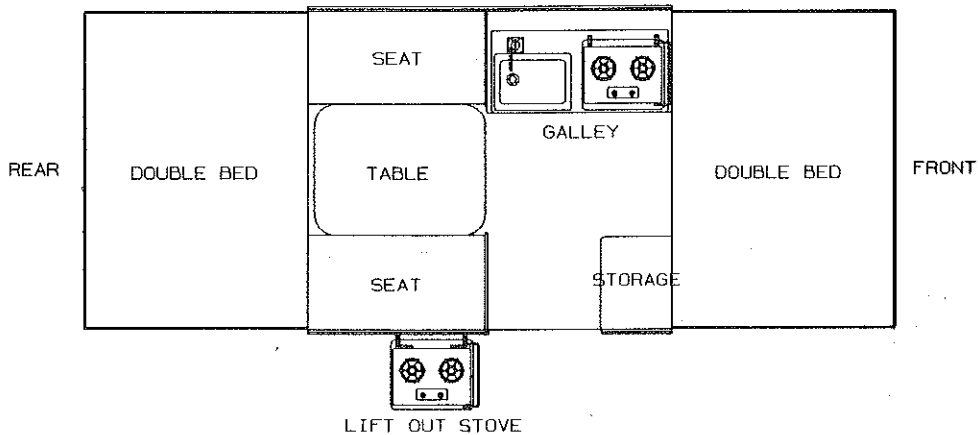 SEAT
GALLEY
REAR
DOUBLE BED
TABLE
DOUBLE BED
FRONT
SEAT
STORAGE
LIFT OUT STOVE